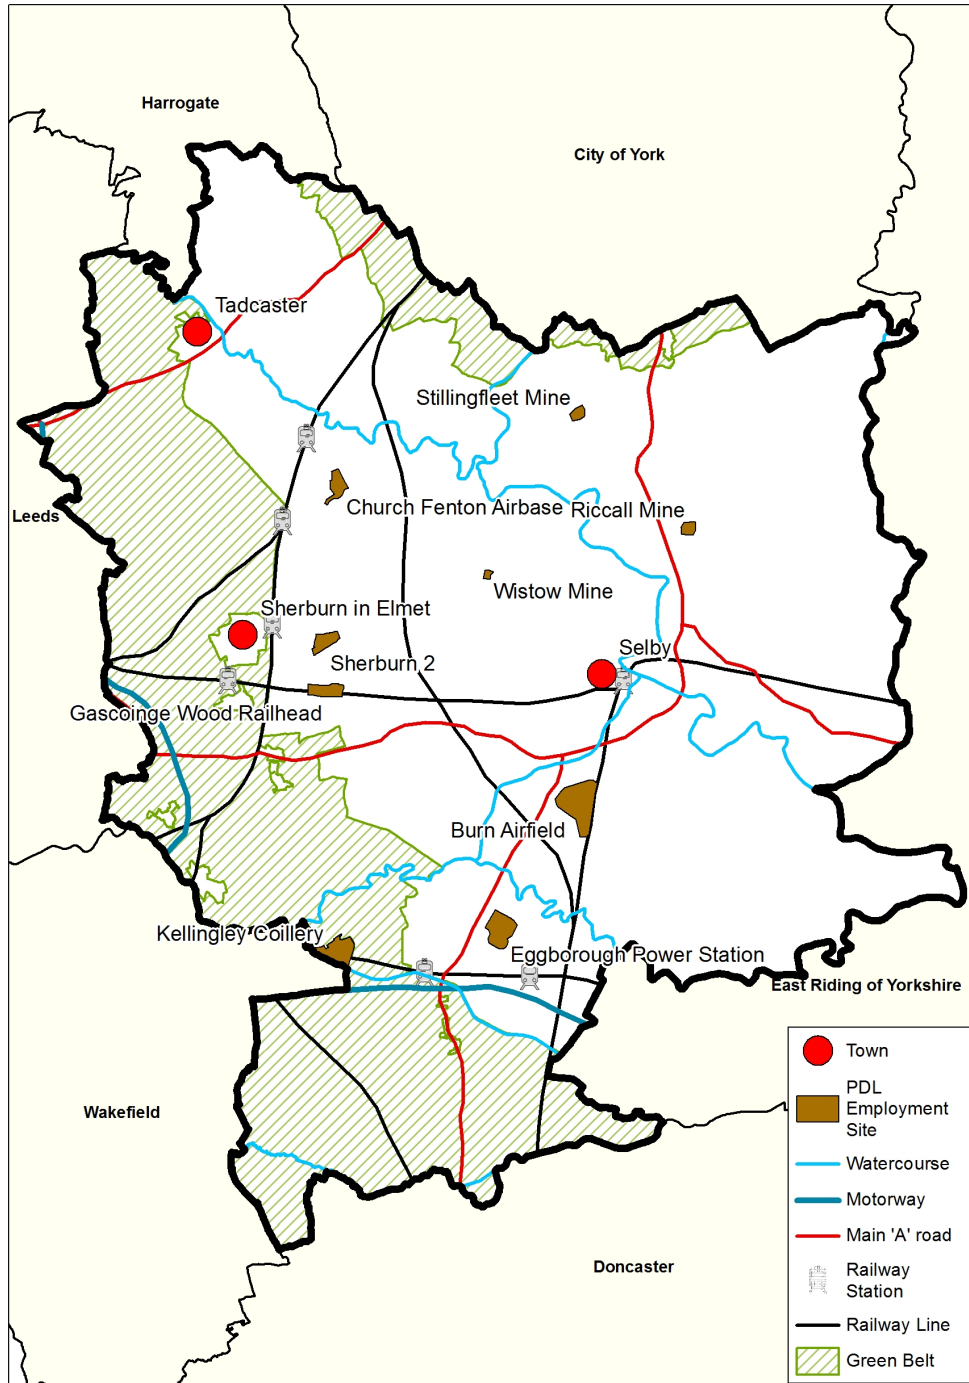 Harrogate
City of York
Tadcaster
Stillingfleet Mine
Church Fenton Airbase
Riccall Mine
Leeds
Wistow Mine
Sherburn in Elmet
Selby
Sherburn 2
Gascoinge Wood Railhead
Burn Airfield
Kellingley Coillery
Eggborough Power Station
East Riding of Yorkshire
Wakefield
Doncaster
Town
PDL
Employment
Site
Watercourse
Motorway
Main 'A' road
Railway
Station
Railway Line
Green Belt